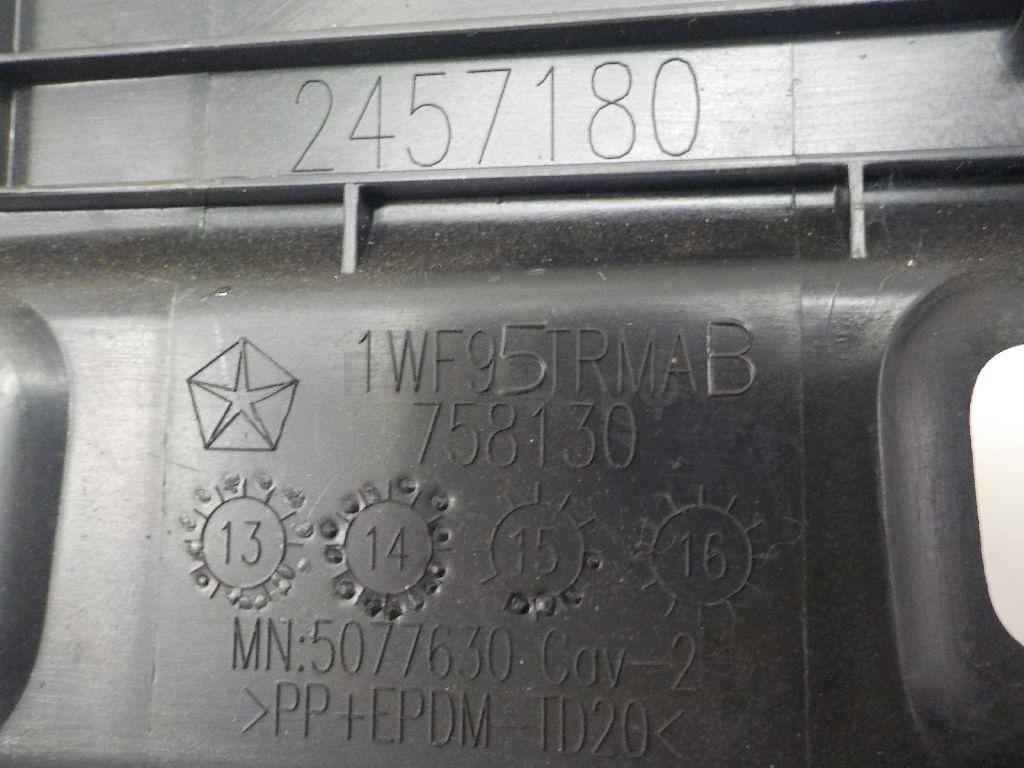 2457180
1WF95TRMAB
758130
13 14 15 16
MN:5077630 Cav-2
>PP+EPDM-TD20<